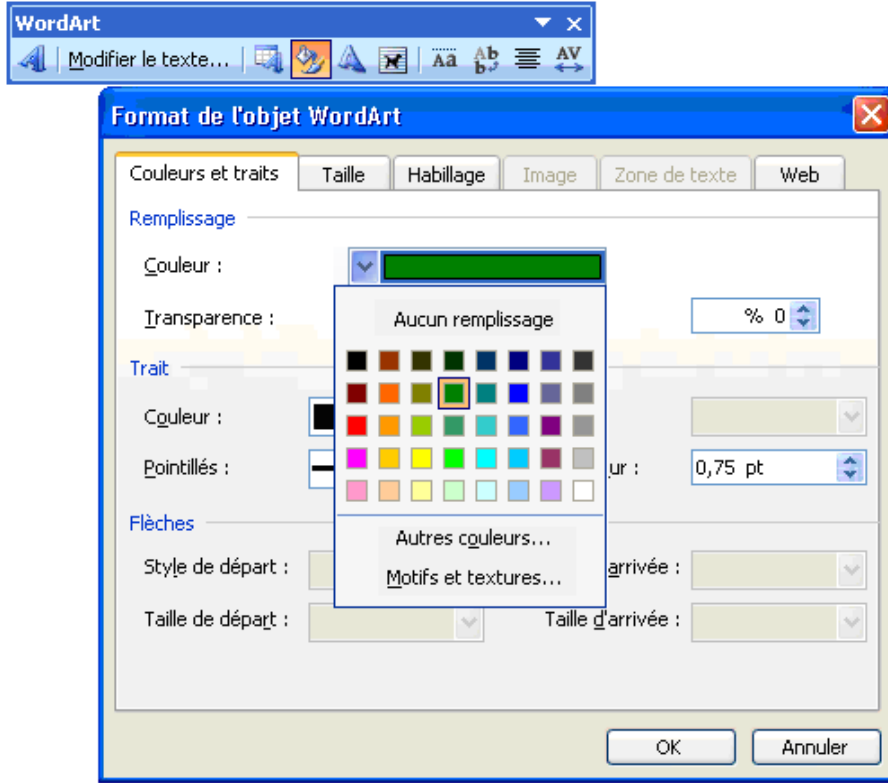 WordArt
Modifier le texte...
Format de l'objet WordArt
Couleurs et traits Taille Habillage Image Zone de texte Web
Remplissage
Couleur :
Transparence : % 0
Aucun remplissage
Trait
Couleur :
Pointillés : ur : 0,75 pt
Flèches
Autres couleurs...
Style de départ : arrivée :
Motifs et textures...
Taille de départ : Taille d'arrivée :
OK Annuler